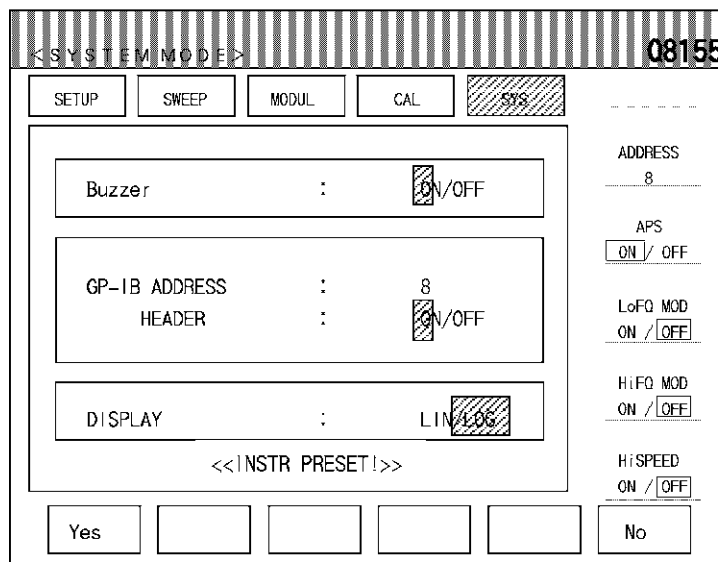 <SYSTEM MODE>
Q8155
SETUP SWEEP MODUL CAL SYS
ADDRESS
8
Buzzer : ON/OFF
APS
ON / OFF
GP-IB ADDRESS : 8
HEADER : ON/OFF
LoFQ MOD
ON / OFF
HiFQ MOD
ON / OFF
DISPLAY : LIN/LOG
<<INSTR PRESET!>>
HiSPEED
ON / OFF
Yes No